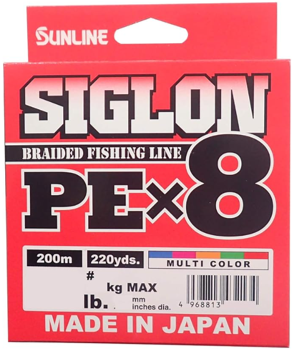 SUNLINE
SIGLON
BRAIDED FISHING LINE
PE×8
200m 220yds. MULTI COLOR
#
kg MAX
lb. mm
inches dia.
4 968813
MADE IN JAPAN